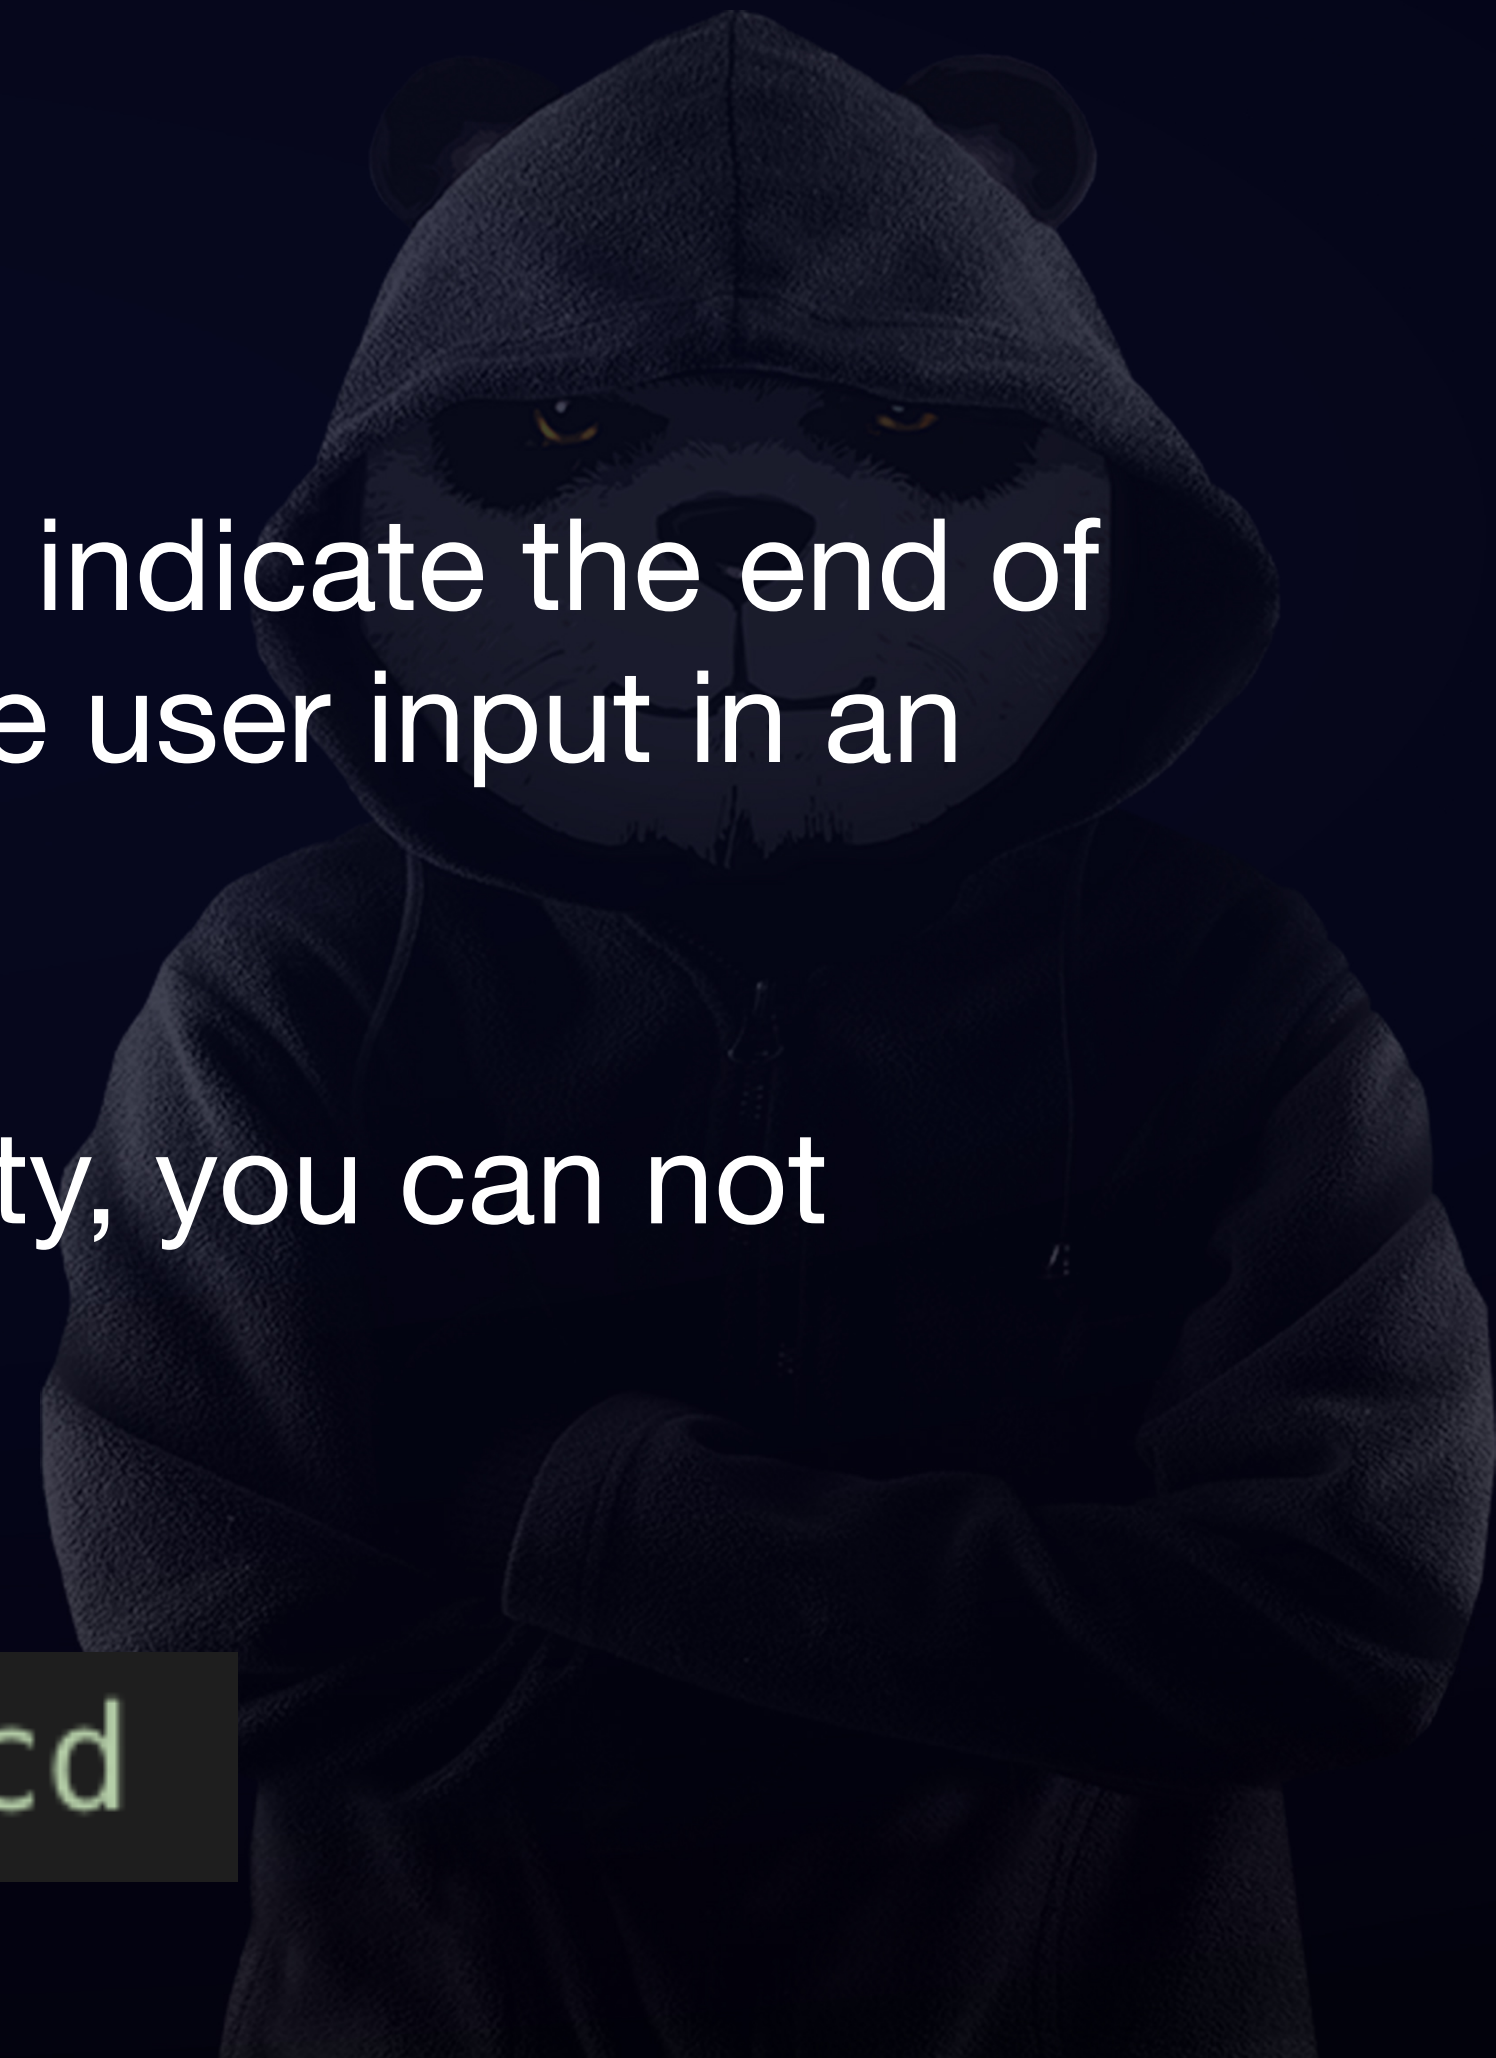 indicate the end of
e user input in an
ty, you can not
cd